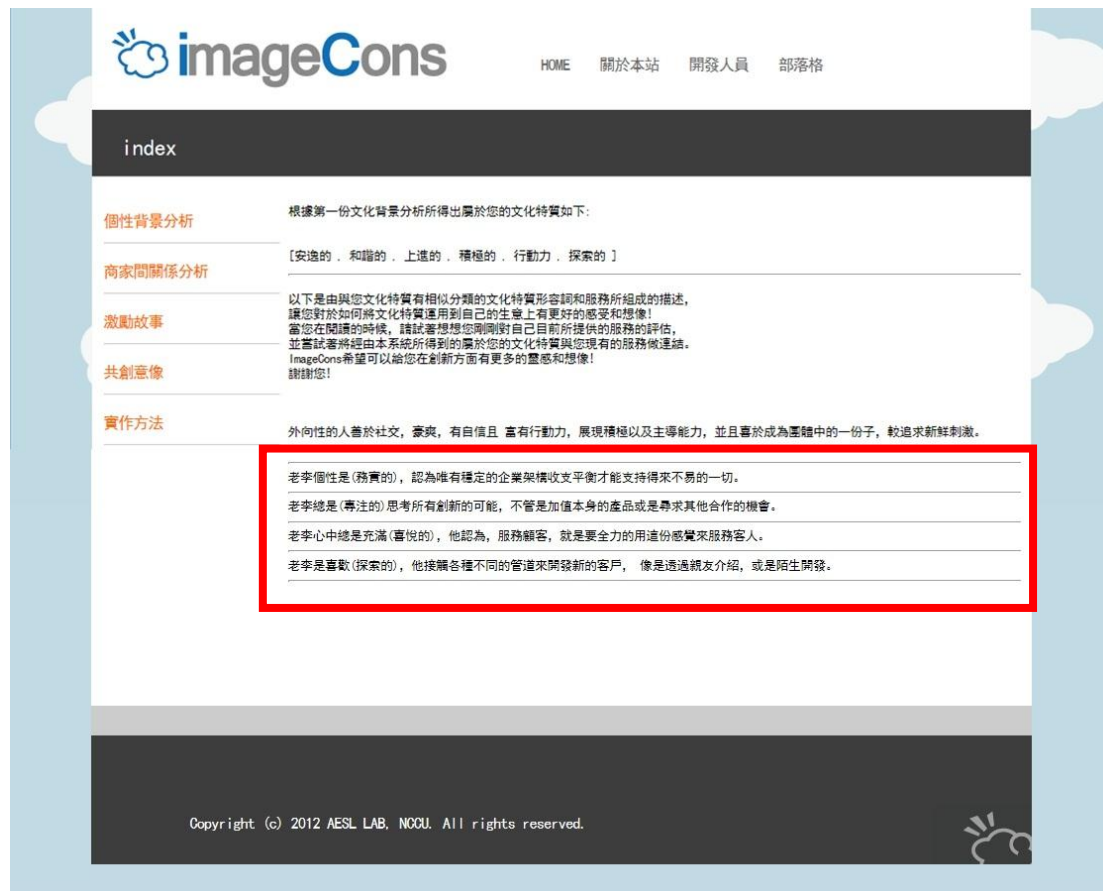 imageCons
HOME 關於本站 開發人員 部落格
index
個性背景分析
商家間關係分析
激勵故事
共創意像
實作方法
根據第一份文化背景分析所得出屬於您的文化特質如下:
[安逸的 . 和諧的 . 上進的 . 積極的 . 行動力 . 探索的 ]
以下是由與您文化特質有相似分類的文化特質形容詞和服務所組成的描述,
讓您對於如何將文化特質運用到自己的生意上有更好的感受和想像!
當您在閱讀的時候, 請試著想想您剛剛對自己目前所提供的服務的評估,
並嘗試著將經由本系統所得到的屬於您的文化特質與您現有的服務做連結。
ImageCons希望可以給您在創新方面有更多的靈感和想像!
謝謝您!
外向性的人善於社交, 豪爽, 有自信且 富有行動力, 展現積極以及主導能力, 並且喜於成為團體中的一份子, 較追求新鮮刺激。
老李個性是(務實的), 認為唯有穩定的企業架構收支平衡才能支持得來不易的一切。
老李總是(專注的)思考所有創新的可能, 不管是加值本身的產品或是尋求其他合作的機會。
老李心中總是充滿(喜悅的), 他認為, 服務顧客, 就是要全力的用這份感覺來服務客人。
老李是喜歡(探索的), 他接觸各種不同的管道來開發新的客戶, 像是透過親友介紹, 或是陌生開發。
Copyright (c) 2012 AESL LAB, NCCU. All rights reserved.